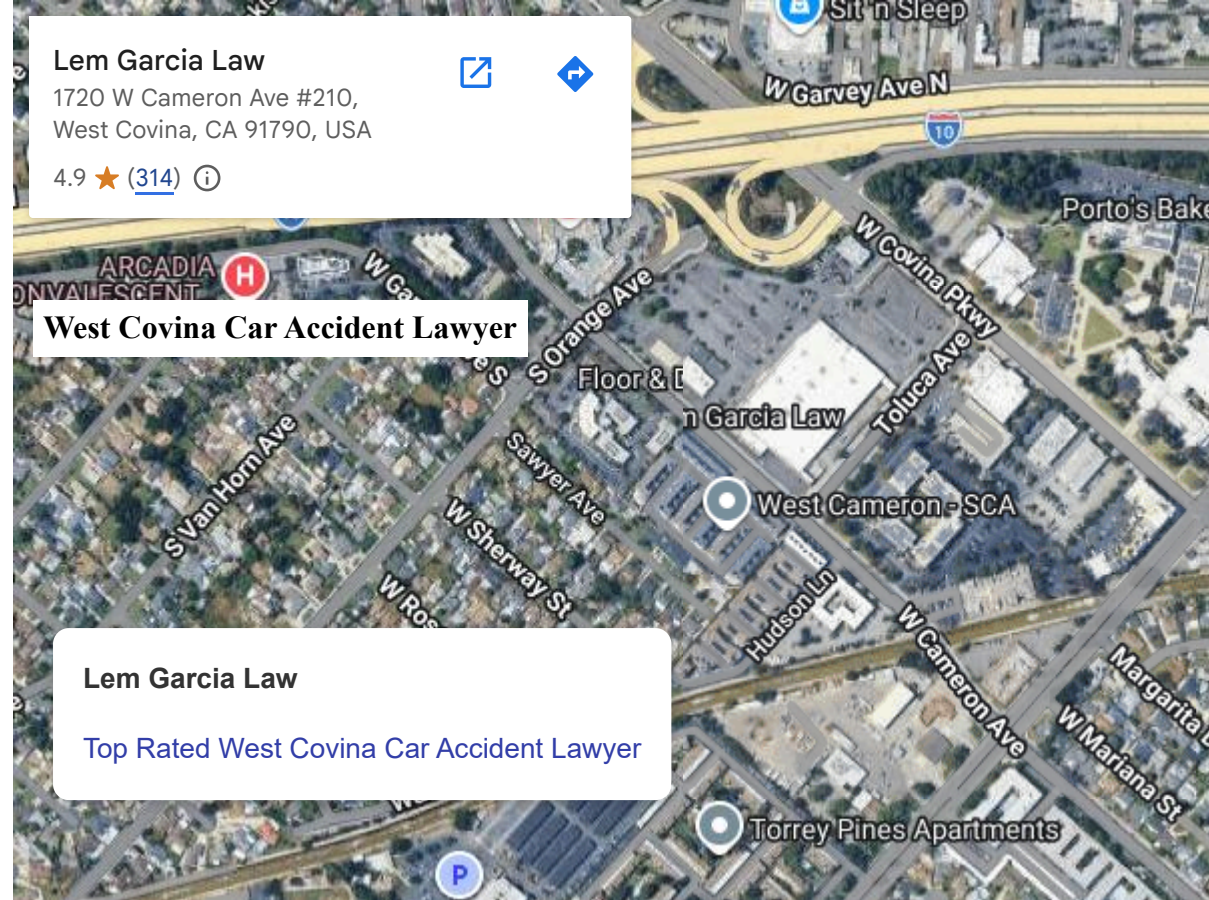 Sit 'n Sleep
Lem Garcia Law
1720 W Cameron Ave #210,
West Covina, CA 91790, USA
4.9 ★ (314)
W Garvey Ave N
10
Porto's Bake
W Covina Pkwy
ARCADIA
ONVALESCENT
H
S Orange Ave
West Covina Car Accident Lawyer
Toluca Ave
Floor & D
n Garcia Law
S Van Horn Ave
Sawyer Ave
West Cameron - SCA
W Sherway St
W Ros
Hudson Ln
W Cameron Ave
Lem Garcia Law
Top Rated West Covina Car Accident Lawyer
Margarita
W Mariana St
Torrey Pines Apartments
P